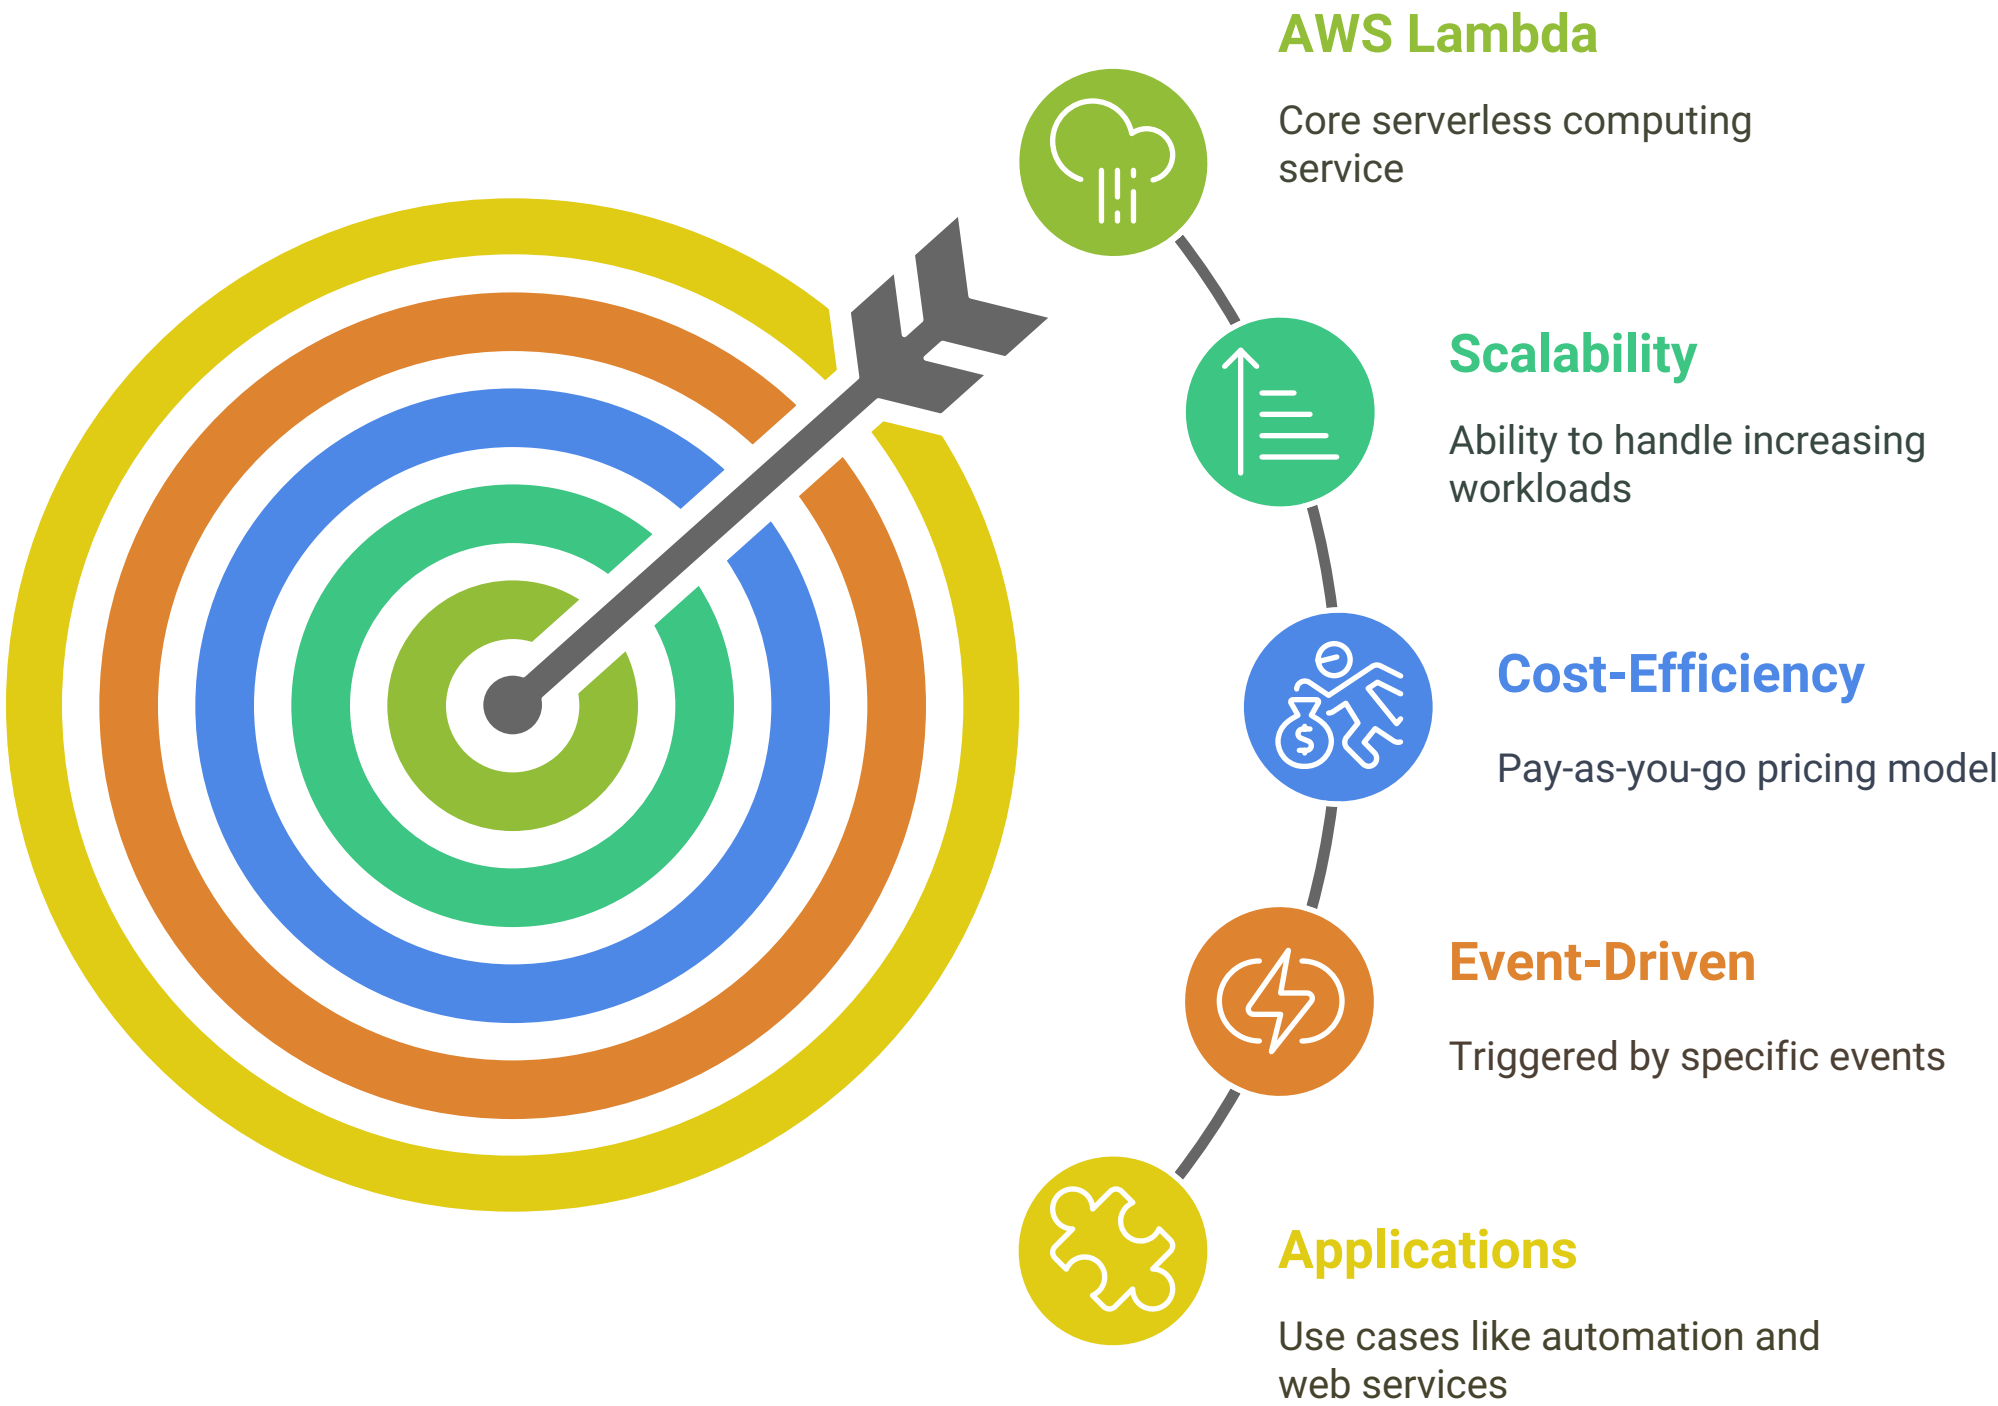 AWS Lambda
Core serverless computing
service
Scalability
Ability to handle increasing
workloads
Cost-Efficiency
Pay-as-you-go pricing model
$
Event-Driven
Triggered by specific events
Applications
Use cases like automation and
web services